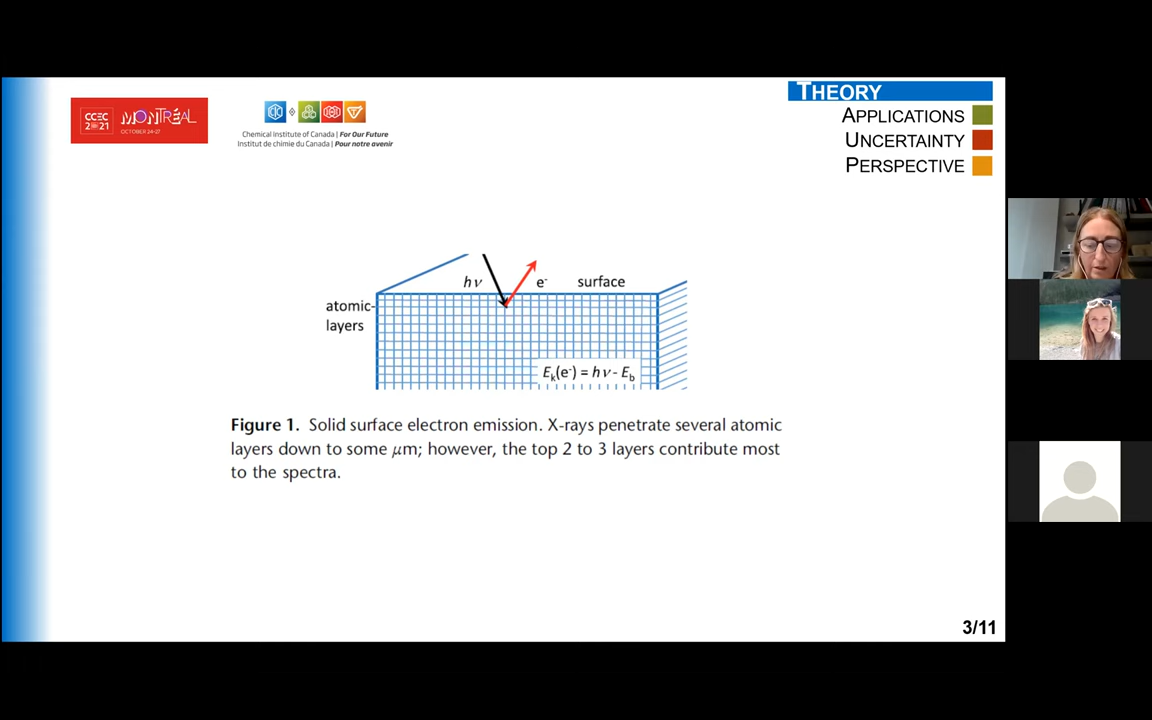 CCEC
2021
MONTRÉAL
OCTOBER 24-27
Chemical Institute of Canada | For Our Future
Institut de chimie du Canada | Pour notre avenir
THEORY
APPLICATIONS
UNCERTAINTY
PERSPECTIVE
hν
e-
surface
atomic-
layers
Ek(e-) = hν - Eb
Figure 1. Solid surface electron emission. X-rays penetrate several atomic
layers down to some μm; however, the top 2 to 3 layers contribute most
to the spectra.
3/11